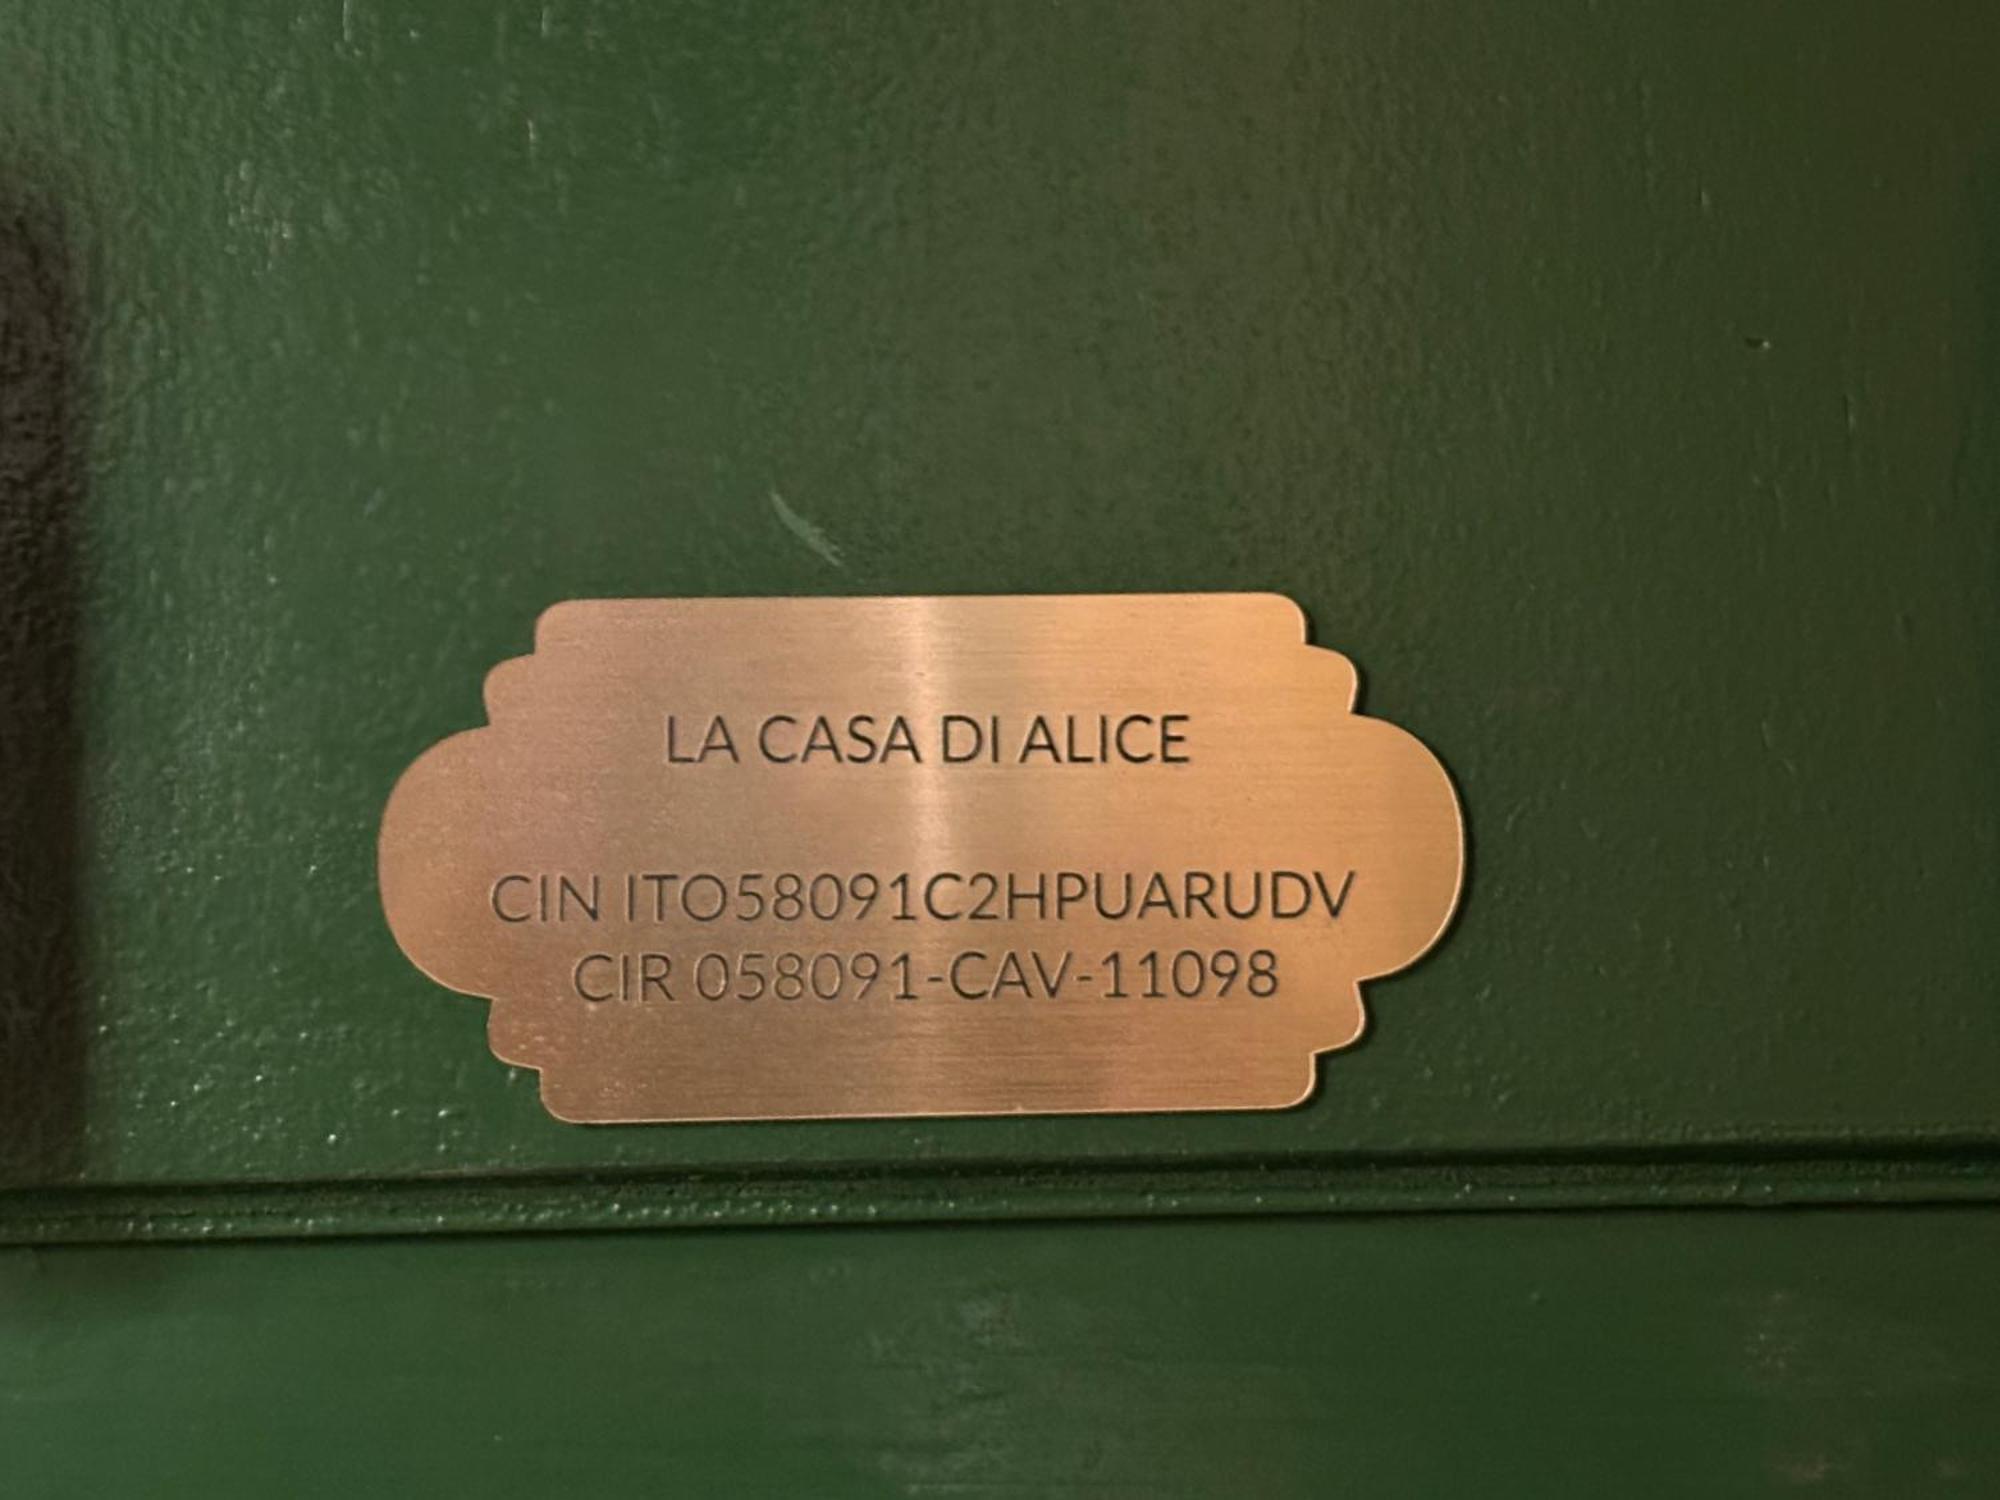 LA CASA DI ALICE
CIN ITO58091C2HPUARUDV
CIR 058091-CAV-11098